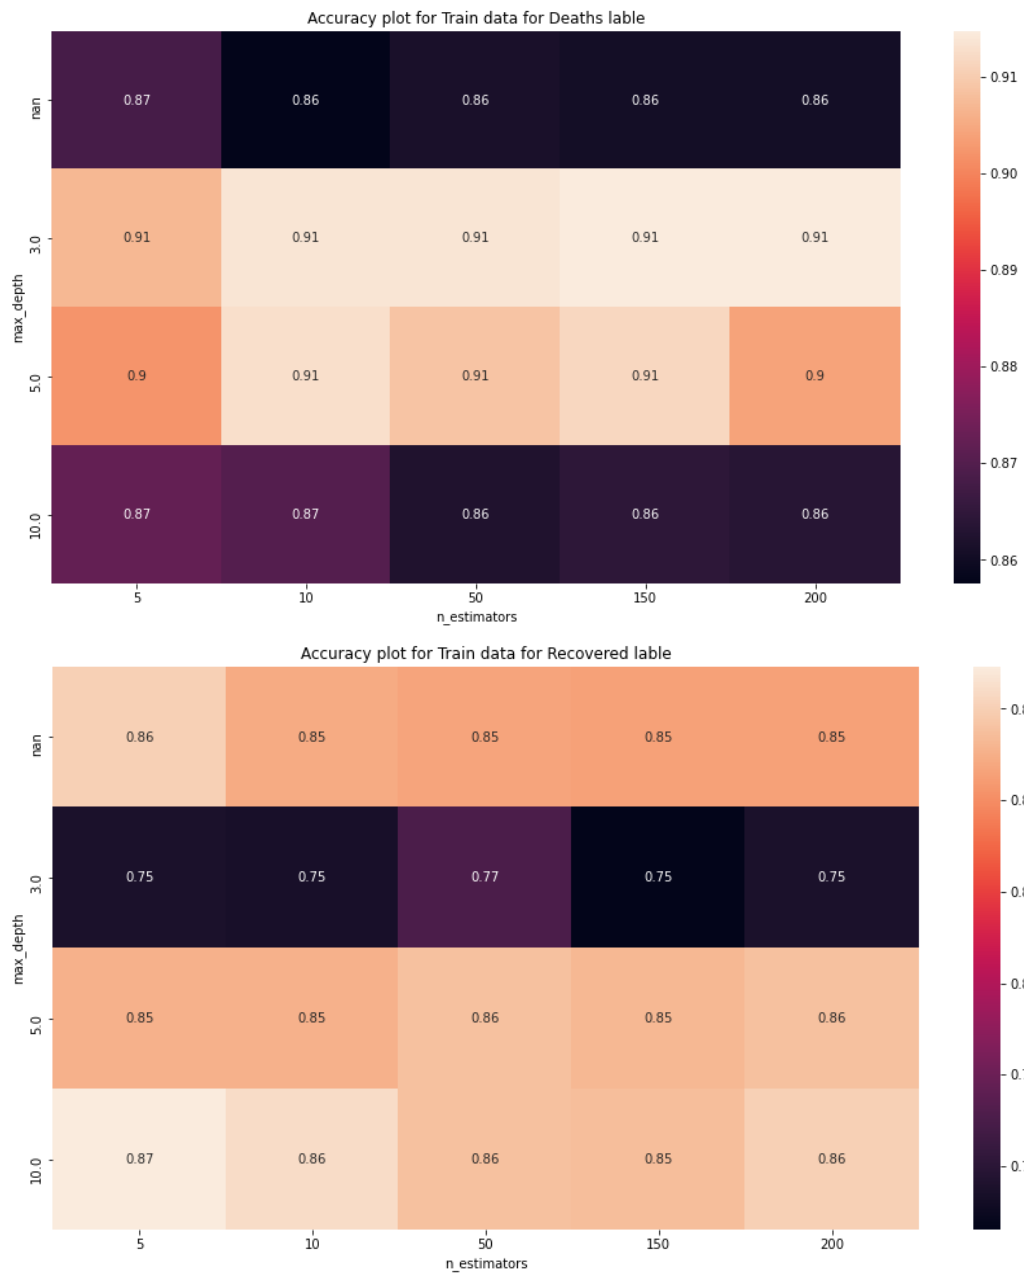 Accuracy plot for Train data for Deaths lable
nan 0.87 0.86 0.86 0.86 0.86
3.0 0.91 0.91 0.91 0.91 0.91
5.0 0.9 0.91 0.91 0.91 0.9
10.0 0.87 0.87 0.86 0.86 0.86
max_depth
5 10 50 150 200
n_estimators
0.91
0.90
0.89
0.88
0.87
0.86
Accuracy plot for Train data for Recovered lable
nan 0.86 0.85 0.85 0.85 0.85
3.0 0.75 0.75 0.77 0.75 0.75
5.0 0.85 0.85 0.86 0.85 0.86
10.0 0.87 0.86 0.86 0.85 0.86
max_depth
5 10 50 150 200
n_estimators